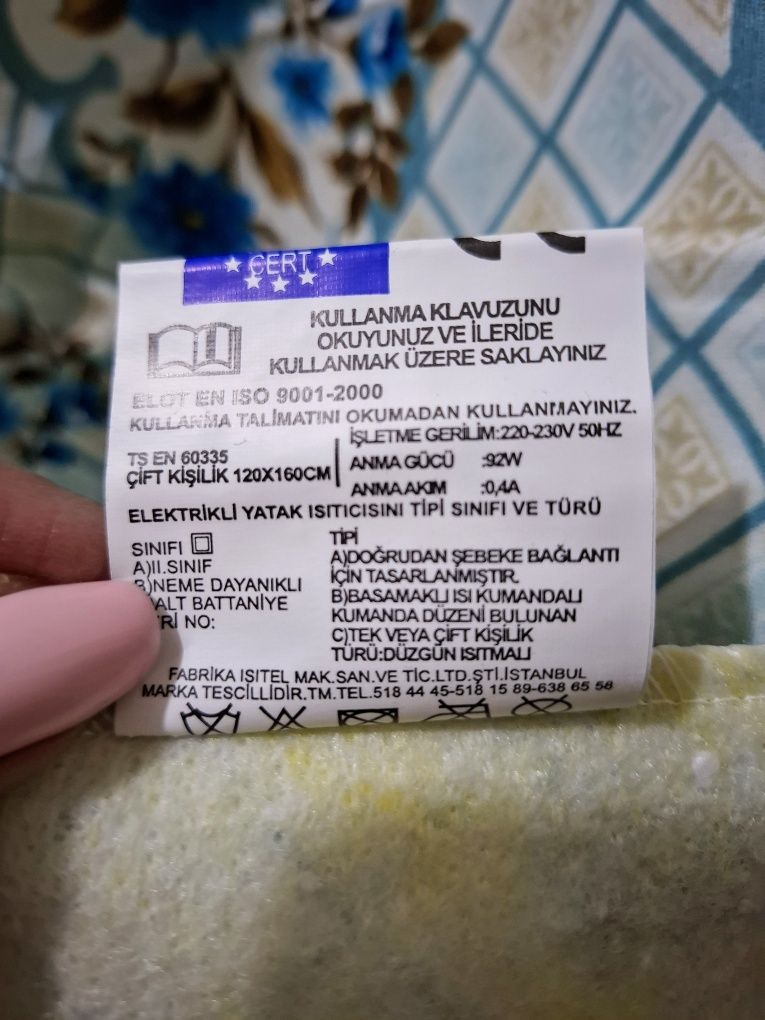 CERT
KULLANMA KLAVUZUNU
OKUYUNUZ VE İLERİDE
KULLANMAK ÜZERE SAKLAYINIZ
ELOT EN ISO 9001-2000
KULLANMA TALİMATINI OKUMADAN KULLANMAYINIZ.
TS EN 60335
ÇİFT KİŞİLİK 120X160CM
İŞLETME GERİLİM:220-230V 50HZ
ANMA GÜCÜ :92W
ANMA AKIM :0,4A
ELEKTRİKLİ YATAK ISITICISINI TİPİ SINIFI VE TÜRÜ
SINIFI
A)II.SINIF
B)NEME DAYANIKLI
ALT BATTANİYE
NO:
TİPİ
A)DOĞRUDAN ŞEBEKE BAĞLANTI
İÇİN TASARLANMIŞTIR.
B)BASAMAKLI ISI KUMANDALI
KUMANDA DÜZENİ BULUNAN
C)TEK VEYA ÇİFT KİŞİLİK
TÜRÜ:DÜZGÜN ISITMALI
FABRİKA IŞITEL MAK.SAN.VE TİC.LTD.ŞTİ.İSTANBUL
MARKA TESCİLLİDİR.TM.TEL.518 44 45-518 15 89-638 65 58